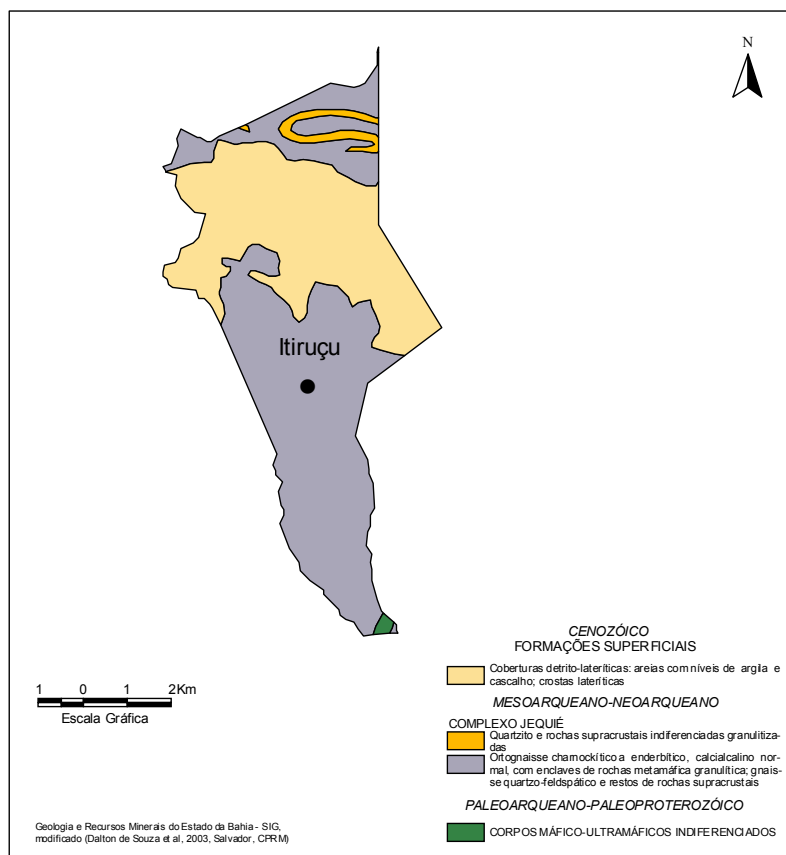 N
Itiruçu
1 0 1 2Km
Escala Gráfica
CENOZÓICO
FORMAÇÕES SUPERFICIAIS
Coberturas detrito-lateríticas: areias com níveis de argila e
cascalho; crostas lateríticas
MESOARQUEANO-NEOARQUEANO
COMPLEXO JEQUIÉ
Quartzito e rochas supracrustais indiferenciadas granulitiza-
das
Ortognaisse charnockítico a enderbítico, calcialcalino nor-
mal, com enclaves de rochas metamáfica granulítica; gnais-
se quartzo-feldspático e restos de rochas supracrustais
PALEOARQUEANO-PALEOPROTEROZÓICO
CORPOS MÁFICO-ULTRAMÁFICOS INDIFERENCIADOS
Geologia e Recursos Minerais do Estado da Bahia - SIG,
modificado (Dalton de Souza et al, 2003, Salvador, CPRM)